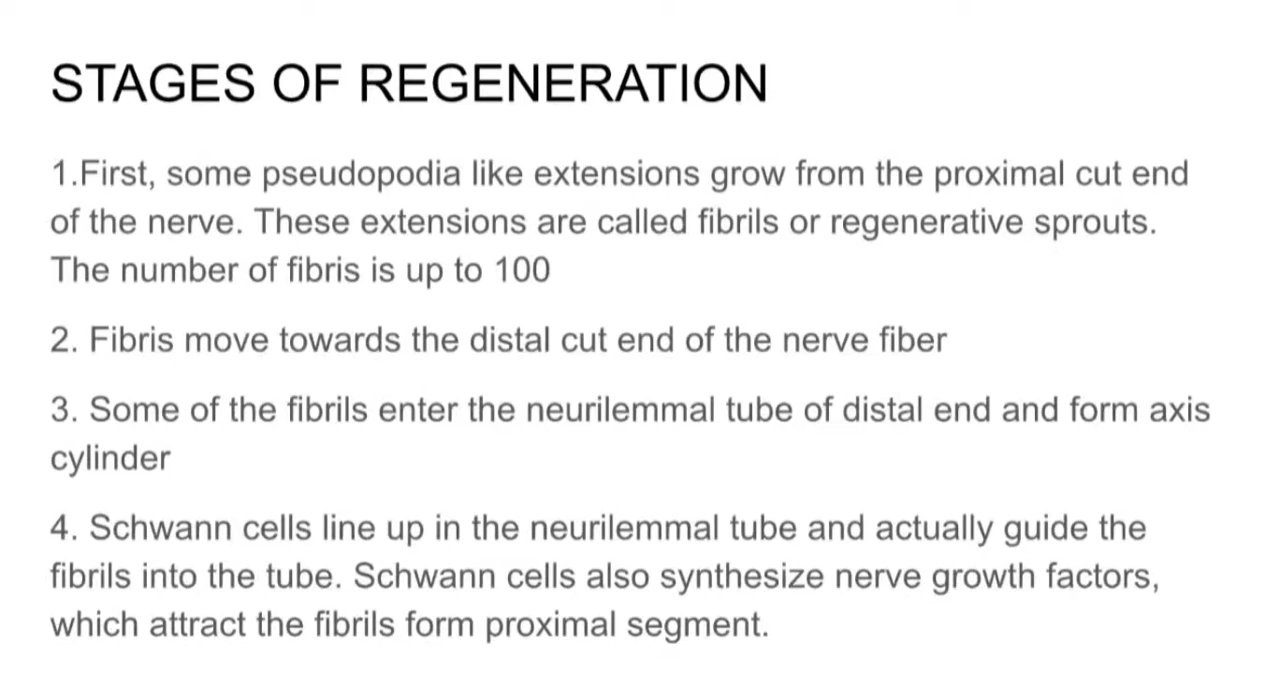 STAGES OF REGENERATION
1.First, some pseudopodia like extensions grow from the proximal cut end
of the nerve. These extensions are called fibrils or regenerative sprouts.
The number of fibris is up to 100
2. Fibris move towards the distal cut end of the nerve fiber
3. Some of the fibrils enter the neurilemmal tube of distal end and form axis
cylinder
4. Schwann cells line up in the neurilemmal tube and actually guide the
fibrils into the tube. Schwann cells also synthesize nerve growth factors,
which attract the fibrils form proximal segment.